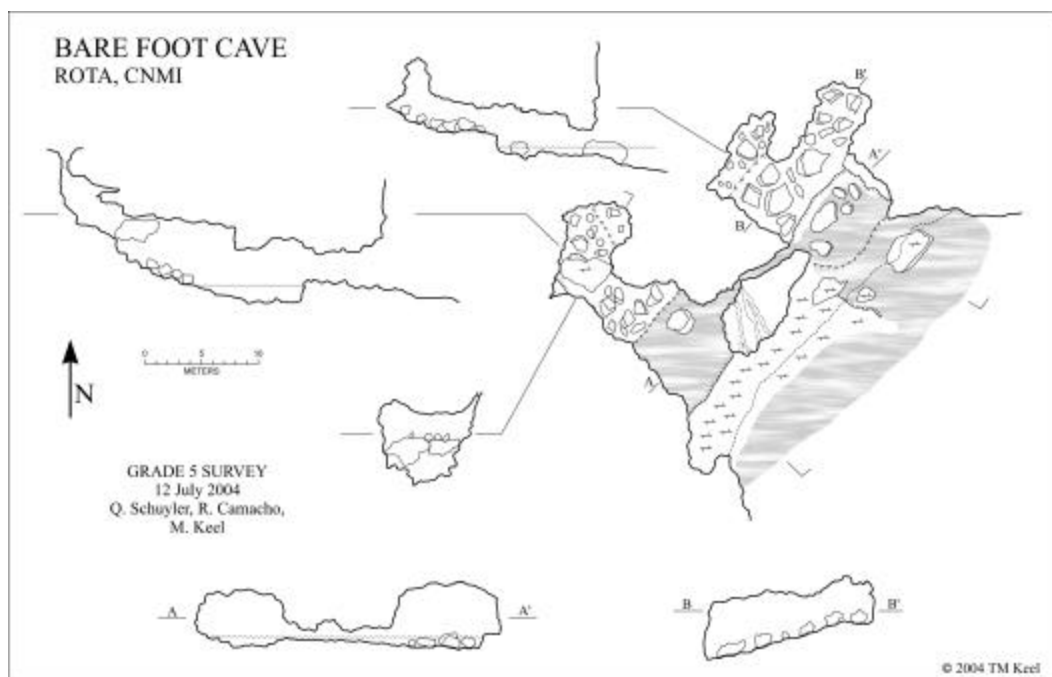 BARE FOOT CAVE
ROTA, CNMI
B'
A'
B
A
0 5 10
METERS
N
GRADE 5 SURVEY
12 July 2004
Q. Schuyler, R. Camacho,
M. Keel
A A'
B B'
© 2004 TM Keel